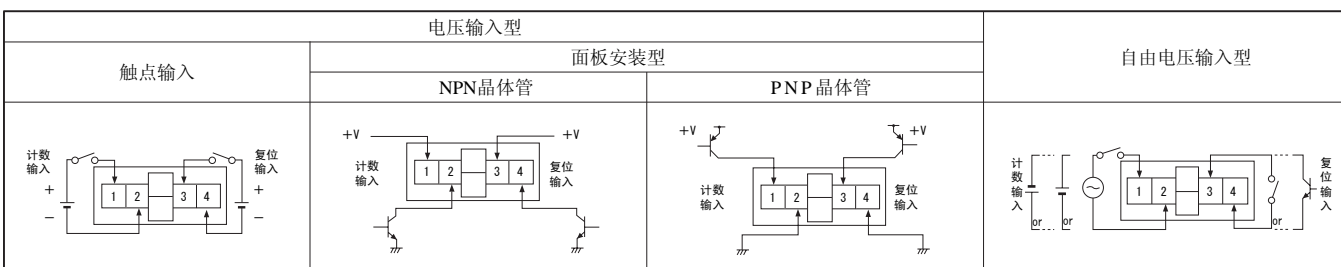 电压输入型
自由电压输入型
触点输入
面板安装型
NPN晶体管
PNP晶体管
计数
输入
+
−
1 2 3 4
复位
输入
+
−
+V
+V
计数
输入
1 2 3 4
复位
输入
+V
+V
计数
输入
1 2 3 4
复位
输入
计数输入
or
or
1 2 3 4
or
复位输入